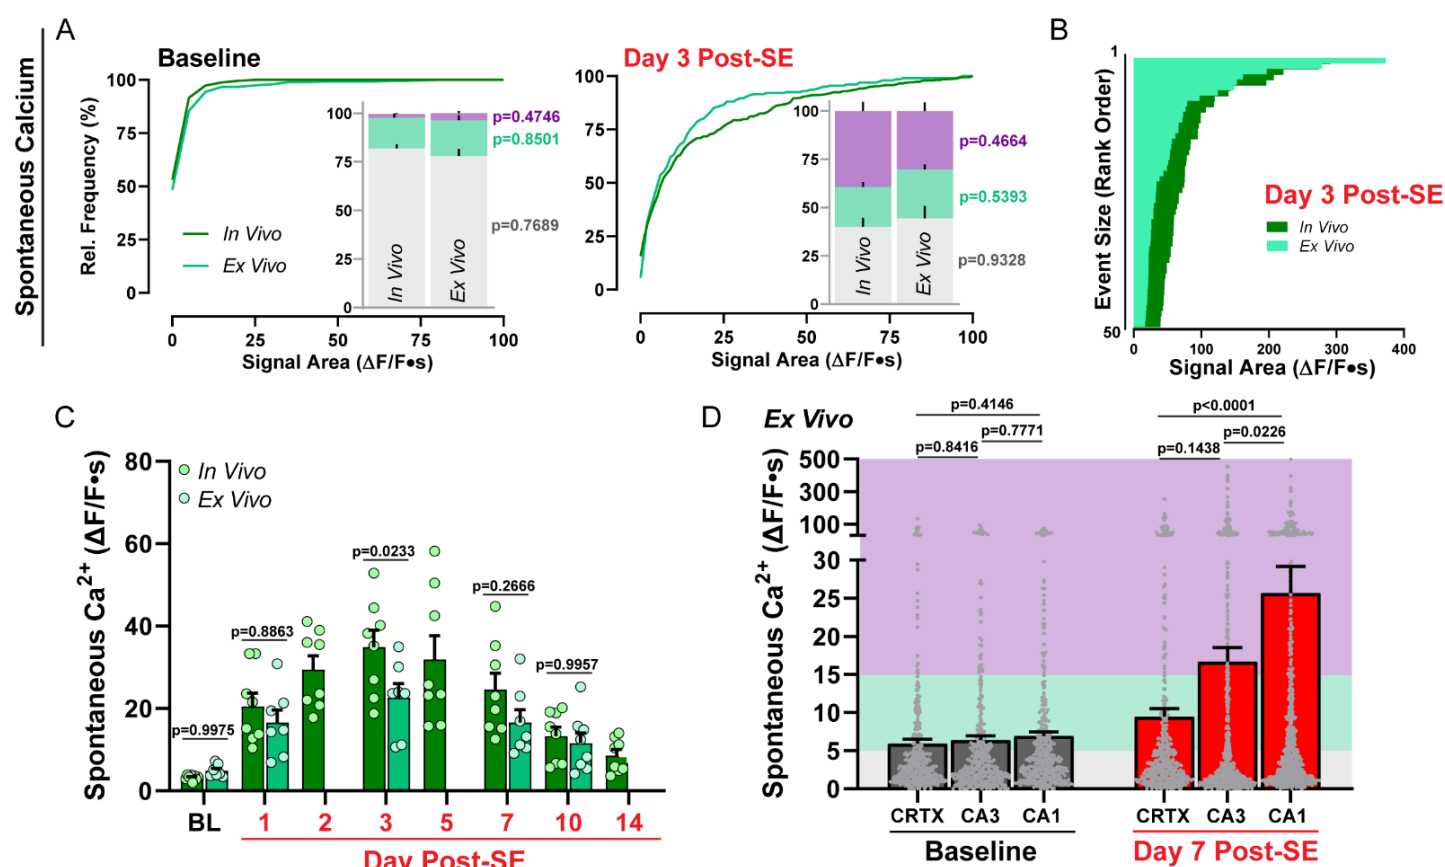 A
Spontaneous Calcium
Baseline
Rel. Frequency (%)
100
75
50
25
0
In Vivo
Ex Vivo
100
75
50
25
0
In Vivo
Ex Vivo
p=0.4746
p=0.8501
p=0.7689
0
25
50
75
100
Signal Area (ΔF/F•s)
Day 3 Post-SE
100
75
50
25
0
100
75
50
25
0
In Vivo
Ex Vivo
p=0.4664
p=0.5393
p=0.9328
0
25
50
75
100
Signal Area (ΔF/F•s)
B
Event Size (Rank Order)
1
50
Day 3 Post-SE
In Vivo
Ex Vivo
0
100
200
300
400
Signal Area (ΔF/F•s)
C
Spontaneous Ca2+ (ΔF/F•s)
80
60
40
20
0
In Vivo
Ex Vivo
p=0.9975
p=0.8863
p=0.0233
p=0.2666
p=0.9957
BL
1
2
3
5
7
10
14
Day Post-SE
D
Ex Vivo
Spontaneous Ca2+ (ΔF/F•s)
500
300
100
30
25
20
15
10
5
0
p=0.4146
p=0.7771
p=0.8416
p<0.0001
p=0.0226
p=0.1438
CRTX
CA3
CA1
Baseline
CRTX
CA3
CA1
Day 7 Post-SE